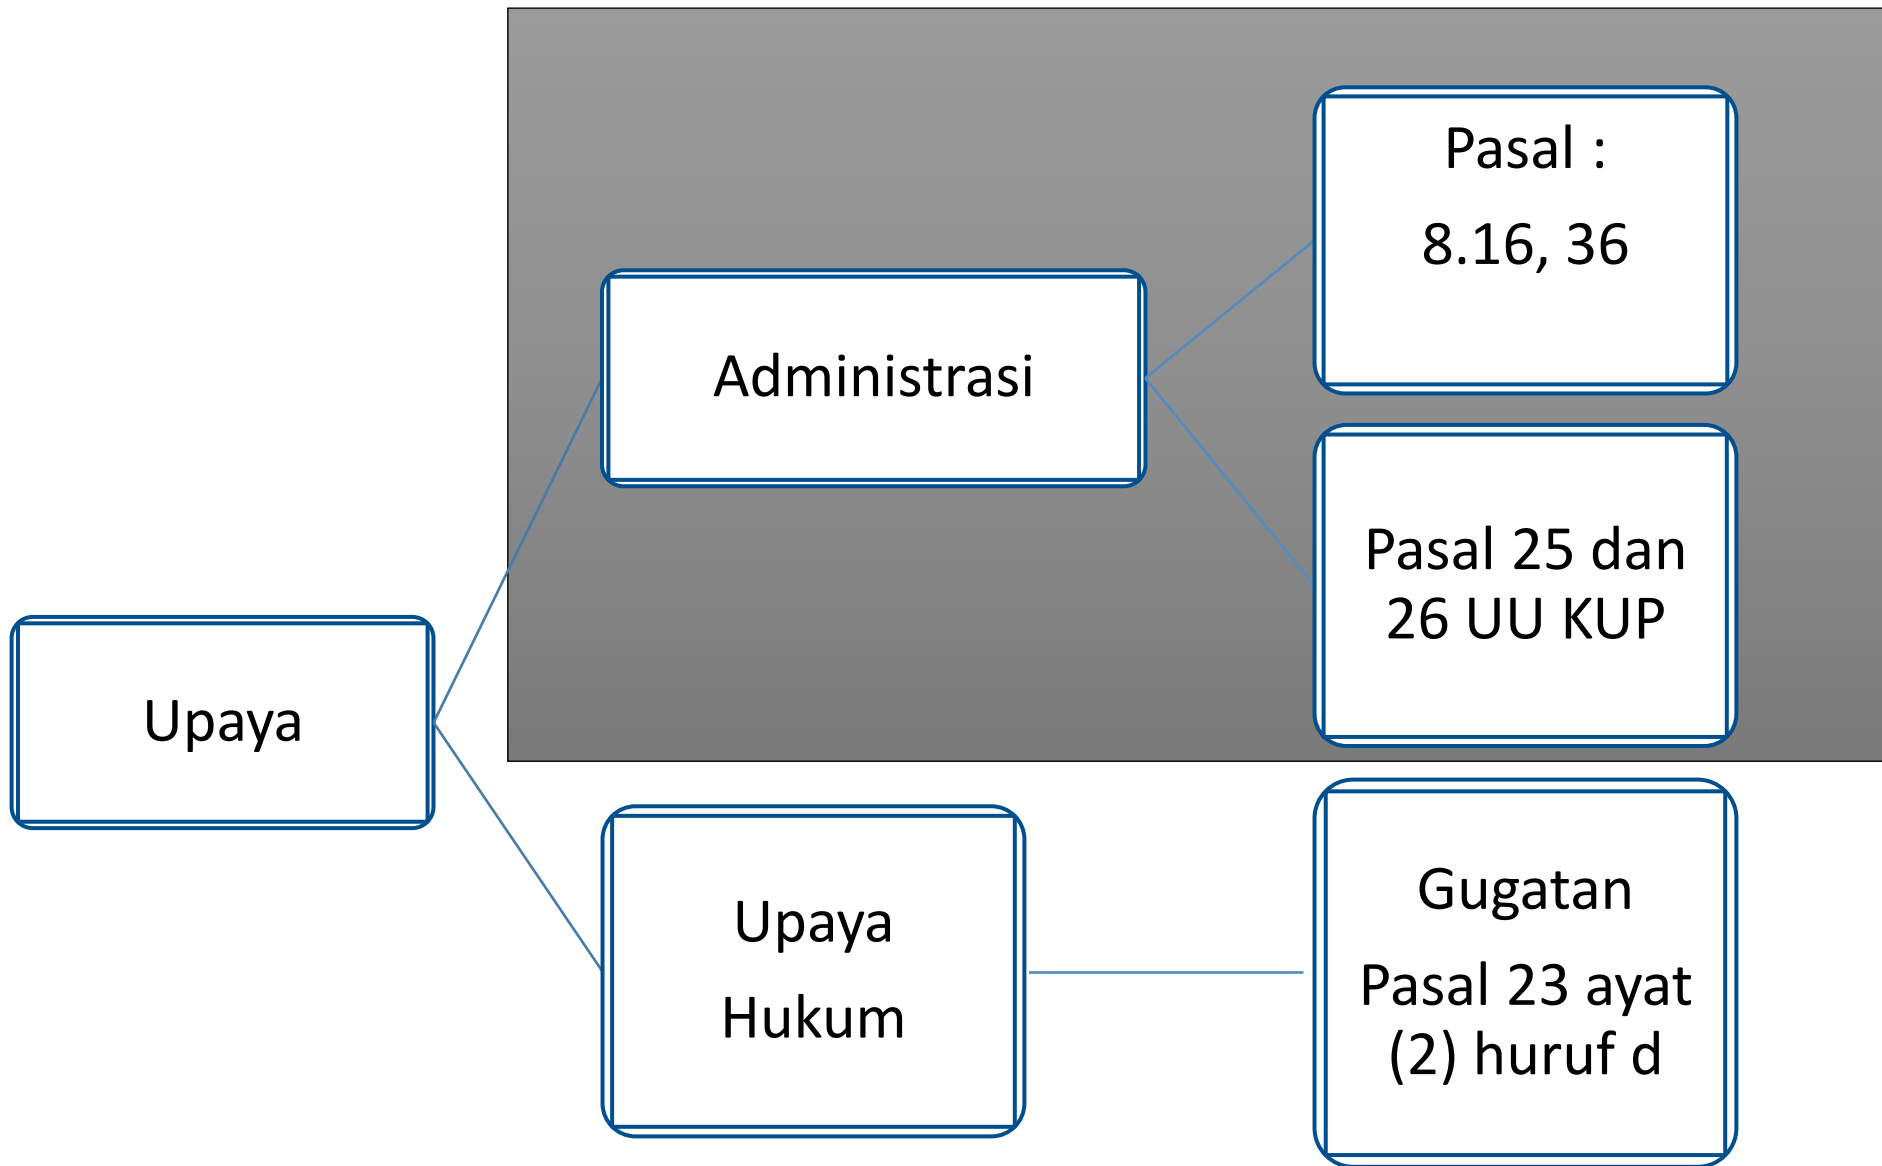 Upaya
Administrasi
Pasal :
8.16, 36
Pasal 25 dan
26 UU KUP
Upaya
Hukum
Gugatan
Pasal 23 ayat
(2) huruf d